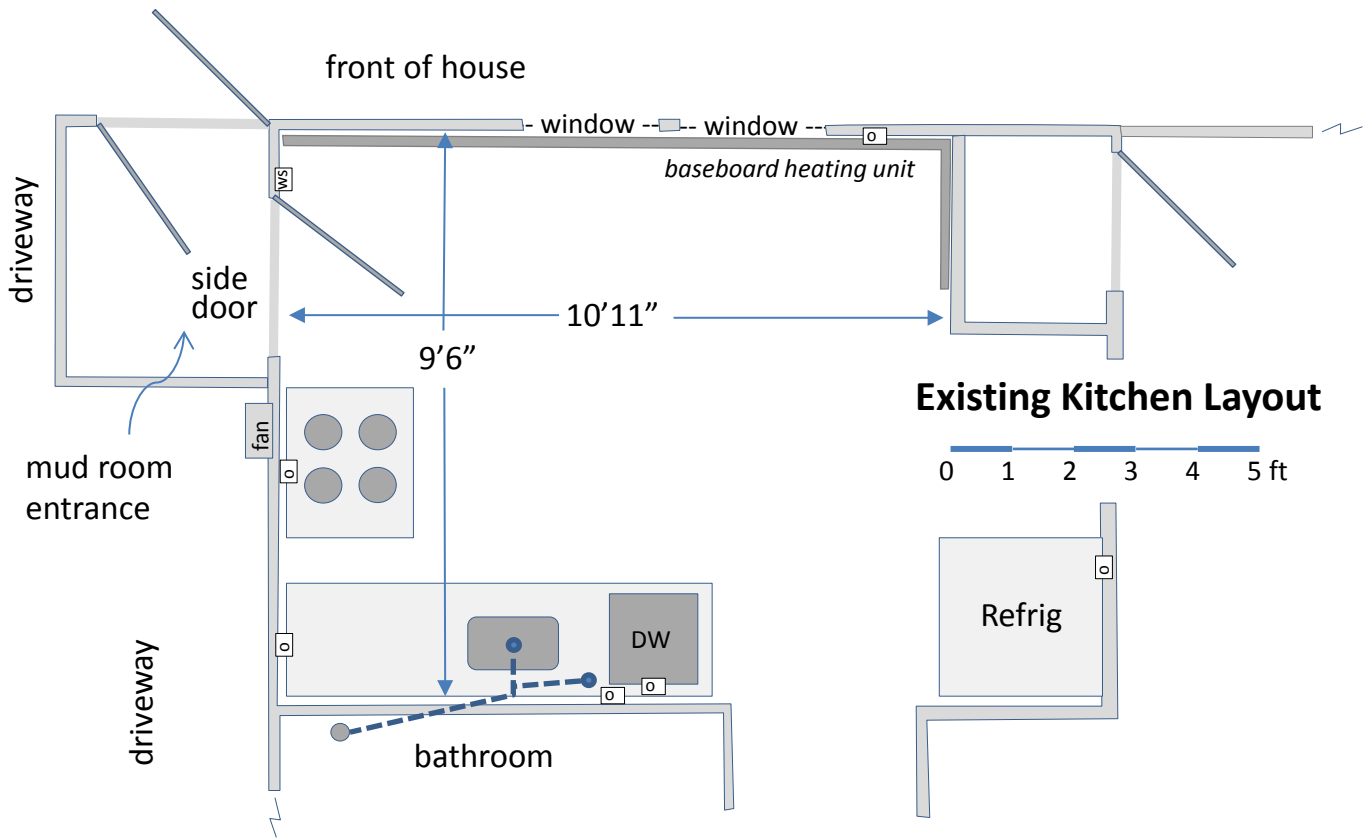 front of house
- window --
-- window --
o
baseboard heating unit
ws
driveway
side
door
10’11”
9’6”
Existing Kitchen Layout
0 1 2 3 4 5 ft
fan
mud room
entrance
o
o
Refrig
o
DW
o
o
driveway
bathroom